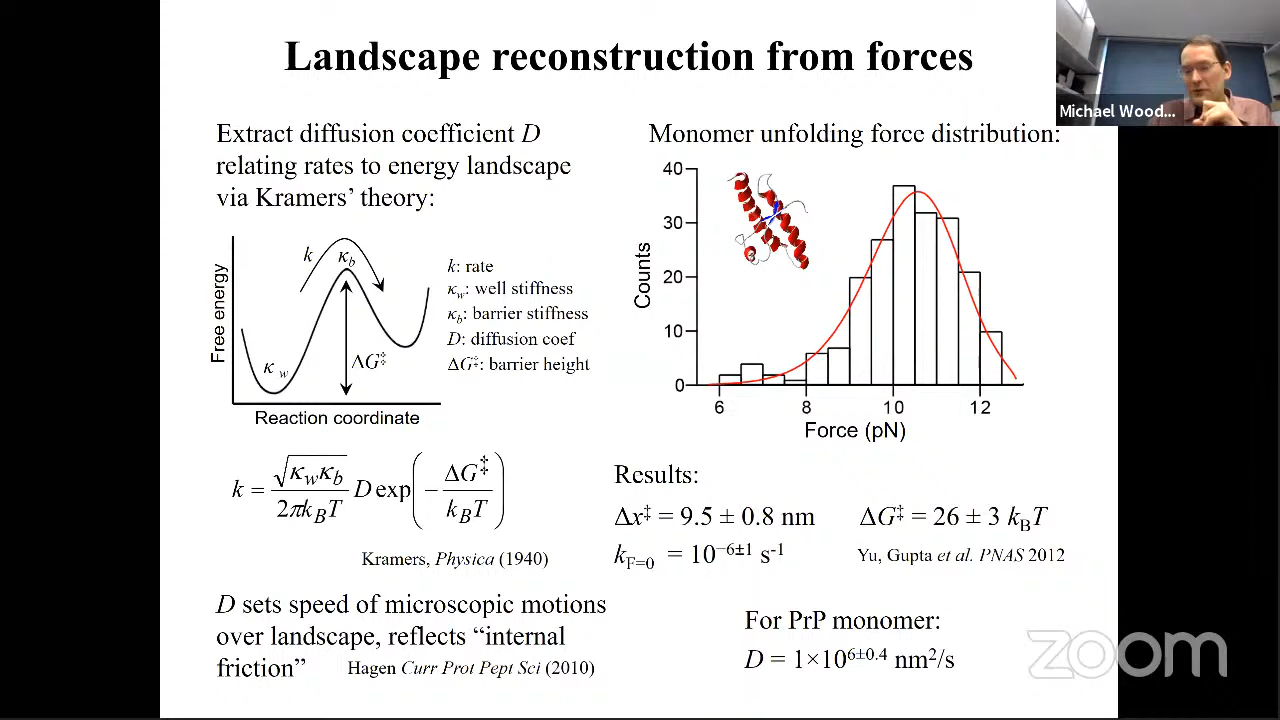 Landscape reconstruction from forces
Michael Wood...
Extract diffusion coefficient D
relating rates to energy landscape
via Kramers’ theory:
Free energy
k
κb
κw
ΔG‡
Reaction coordinate
k: rate
κw: well stiffness
κb: barrier stiffness
D: diffusion coef
ΔG‡: barrier height
k = √κwκb / 2πkBT D exp(− ΔG‡ / kBT)
Kramers, Physica (1940)
D sets speed of microscopic motions
over landscape, reflects “internal
friction”
Hagen Curr Prot Pept Sci (2010)
Monomer unfolding force distribution:
Counts
40
30
20
10
0
6 8 10 12
Force (pN)
Results:
Δx‡ = 9.5 ± 0.8 nm
ΔG‡ = 26 ± 3 kBT
kF=0 = 10−6±1 s-1
Yu, Gupta et al. PNAS 2012
For PrP monomer:
D = 1×106±0.4 nm2/s
zoom